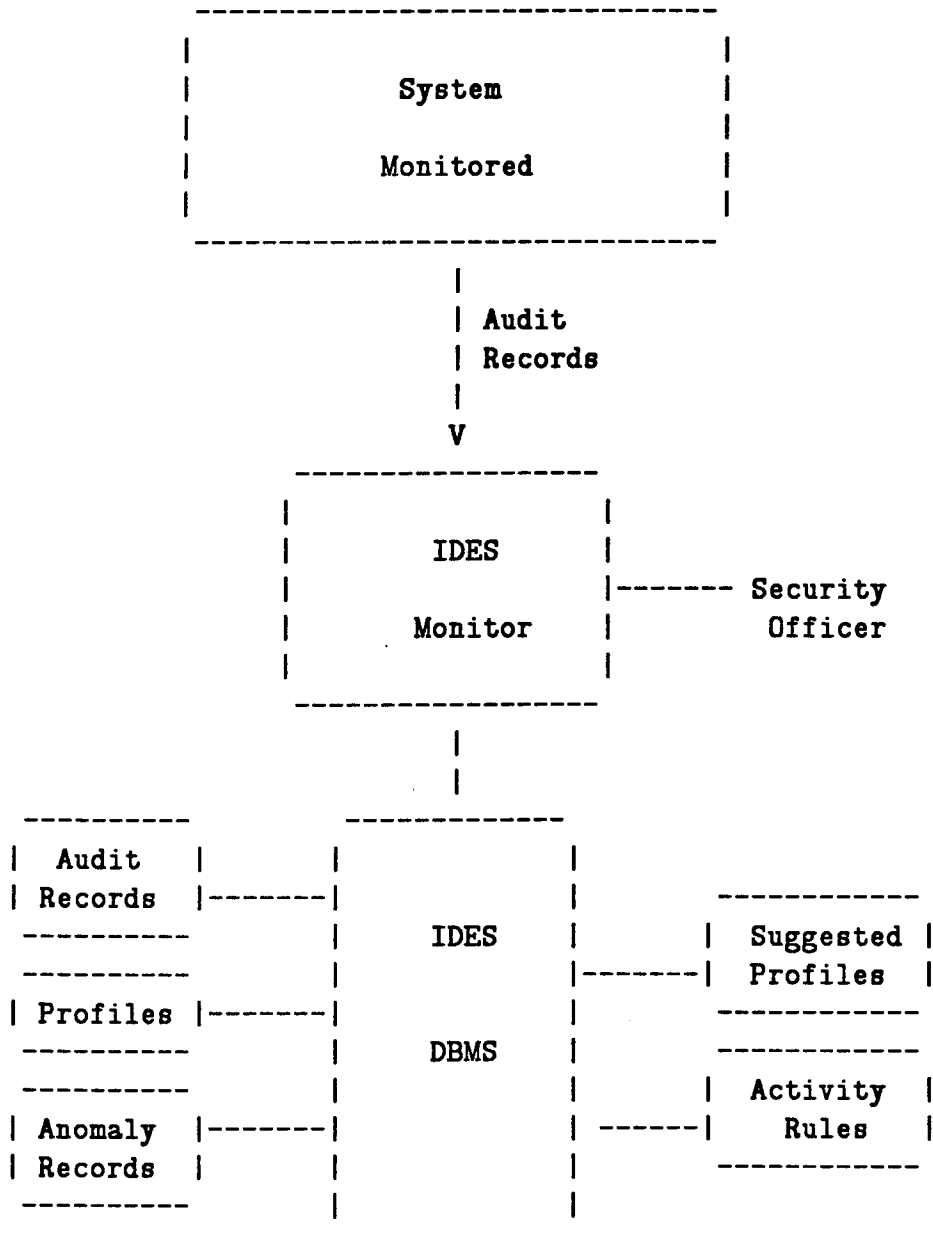 System
Monitored
Audit
Records
V
IDES
Monitor
Security
Officer
Audit
Records
Profiles
Anomaly
Records
IDES
DBMS
Suggested
Profiles
Activity
Rules